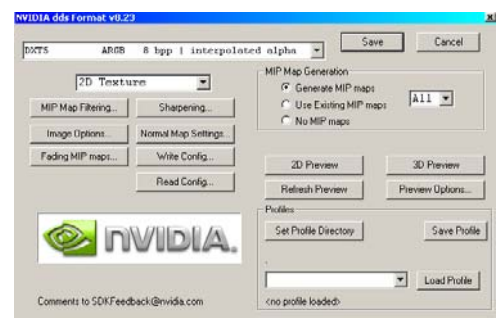 NVIDIA dds Format v8.23
DXT5 ARGB 8 bpp | interpolated alpha
Save
Cancel
2D Texture
MIP Map Filtering...
Sharpening...
Image Options...
Normal Map Settings...
Fading MIP maps...
Write Config...
Read Config...
MIP Map Generation
Generate MIP maps
Use Existing MIP maps
No MIP maps
All
2D Preview
3D Preview
Refresh Preview
Preview Options...
Profiles
Set Profile Directory
Save Profile
.
Load Profile
<no profile loaded>
NVIDIA.
Comments to SDKFeedback@nvidia.com